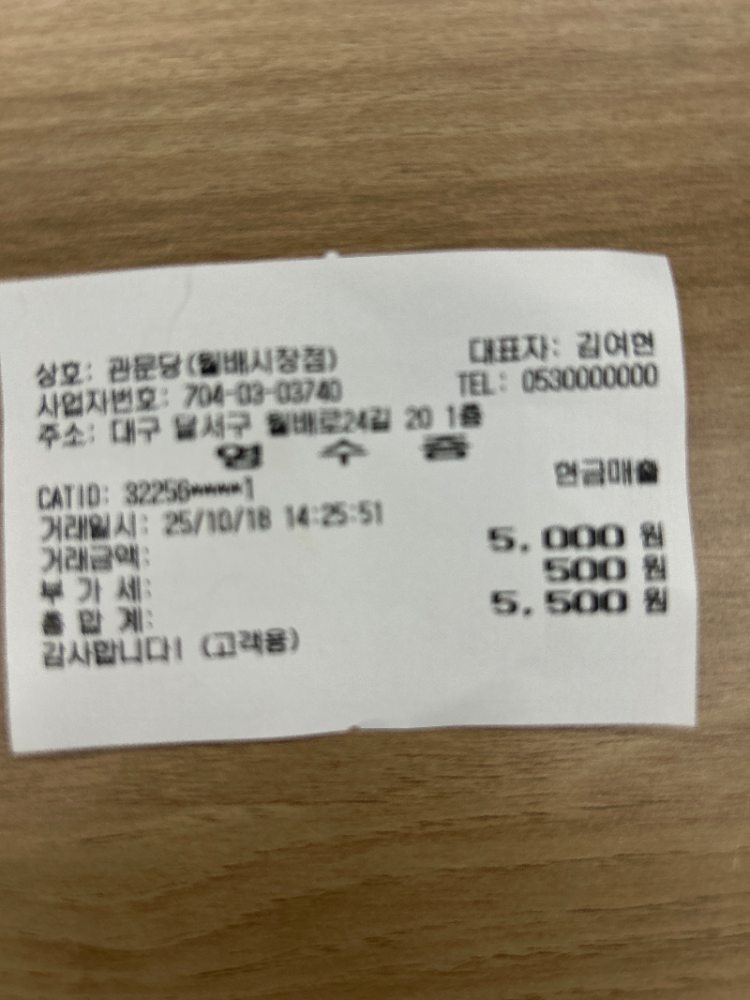 상호: 관문당(월배시장점) 대표자: 김여현
사업자번호: 704-03-03740 TEL: 0530000000
주소: 대구 달서구 월배로24길 20 1층
영 수 증
CATID: 32256****1 현금매출
거래일시: 25/10/18 14:25:51
거래금액: 5,000 원
부 가 세: 500 원
총 합 계: 5,500 원
감사합니다! (고객용)